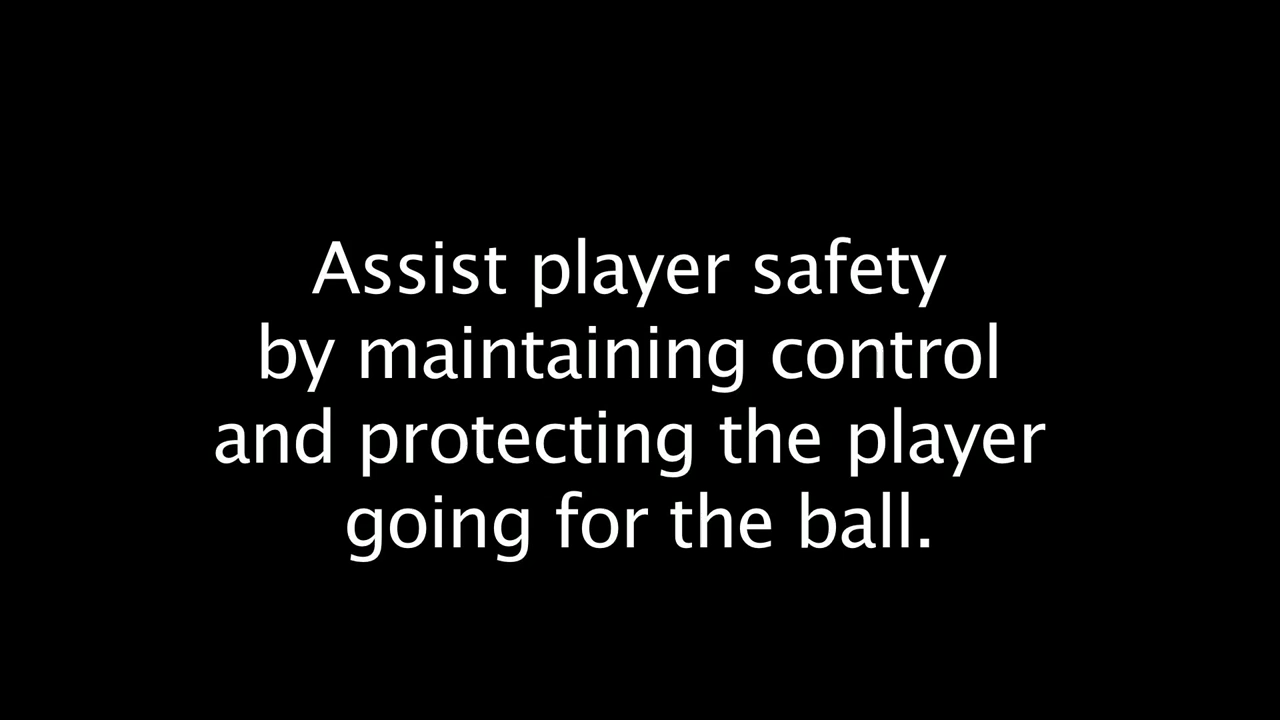 Assist player safety
by maintaining control
and protecting the player
going for the ball.